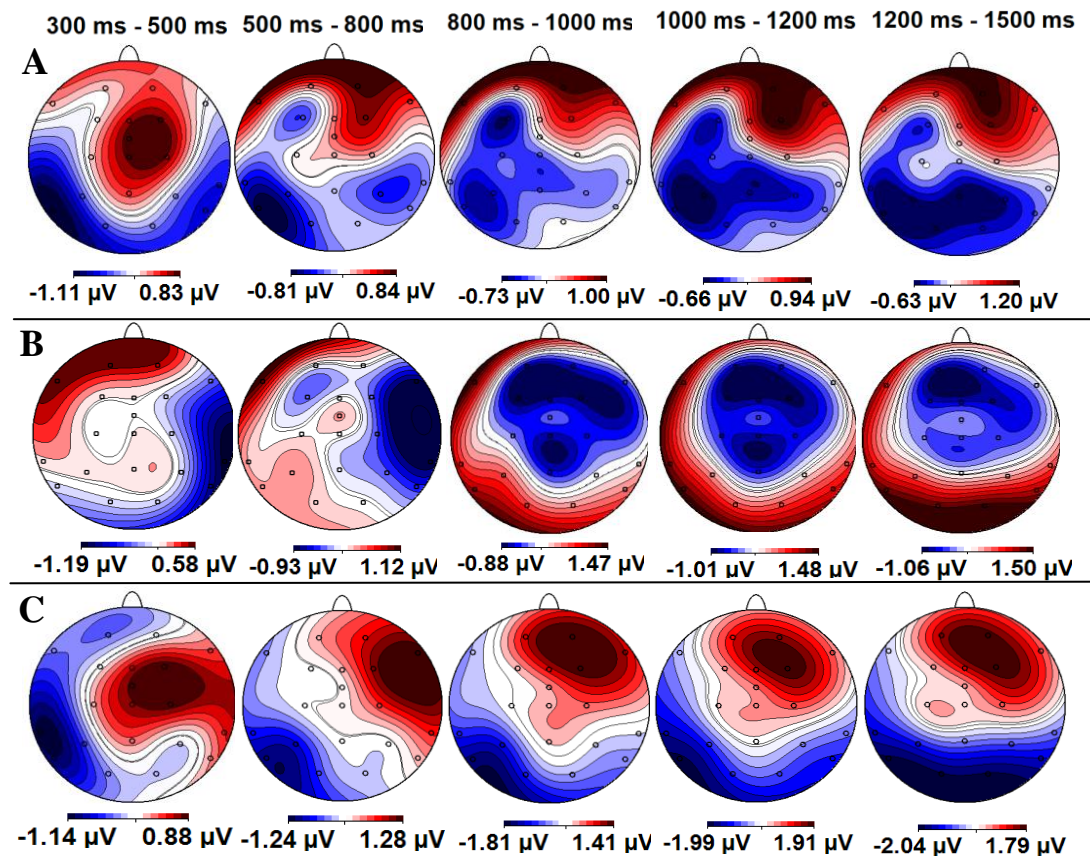 300 ms - 500 ms 500 ms - 800 ms 800 ms - 1000 ms 1000 ms - 1200 ms 1200 ms - 1500 ms
A
-1.11 µV 0.83 µV -0.81 µV 0.84 µV -0.73 µV 1.00 µV -0.66 µV 0.94 µV -0.63 µV 1.20 µV
B
-1.19 µV 0.58 µV -0.93 µV 1.12 µV -0.88 µV 1.47 µV -1.01 µV 1.48 µV -1.06 µV 1.50 µV
C
-1.14 µV 0.88 µV -1.24 µV 1.28 µV -1.81 µV 1.41 µV -1.99 µV 1.91 µV -2.04 µV 1.79 µV